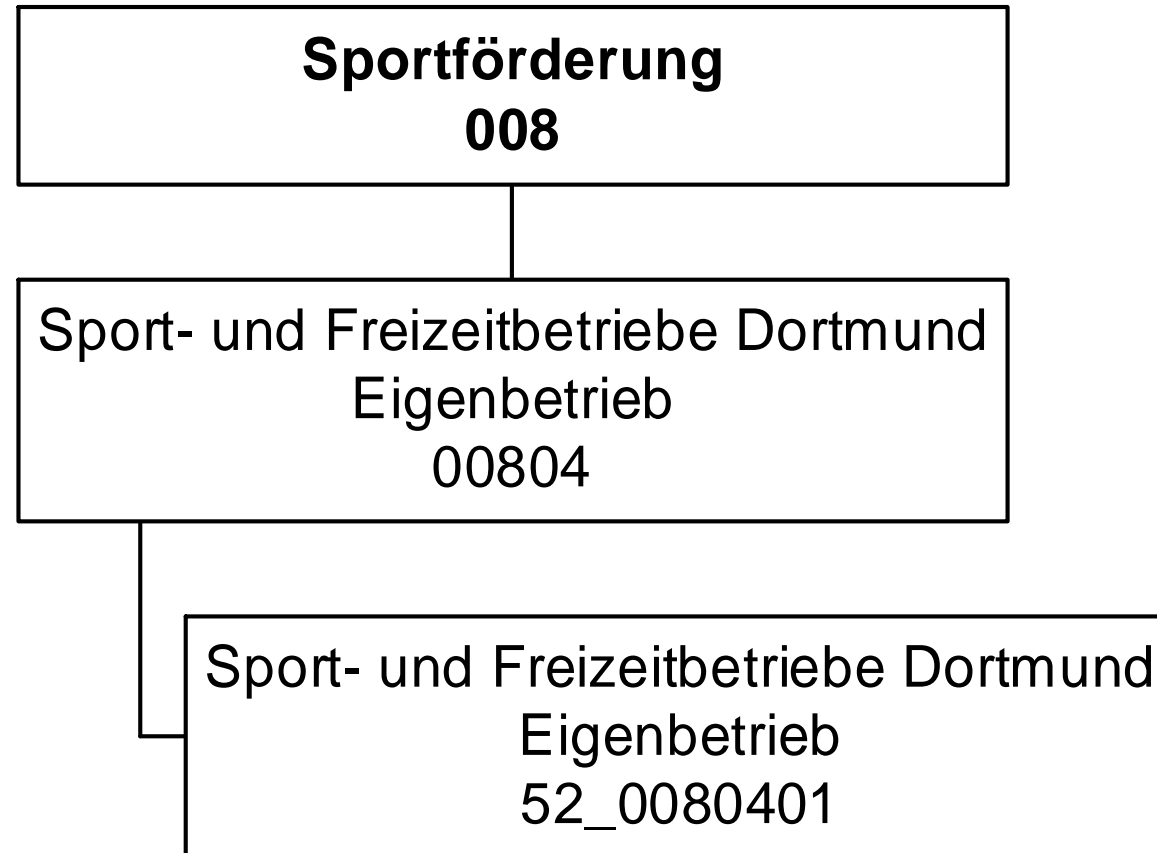 Sportförderung
008
Sport- und Freizeitbetriebe Dortmund
Eigenbetrieb
00804
Sport- und Freizeitbetriebe Dortmund
Eigenbetrieb
52_0080401